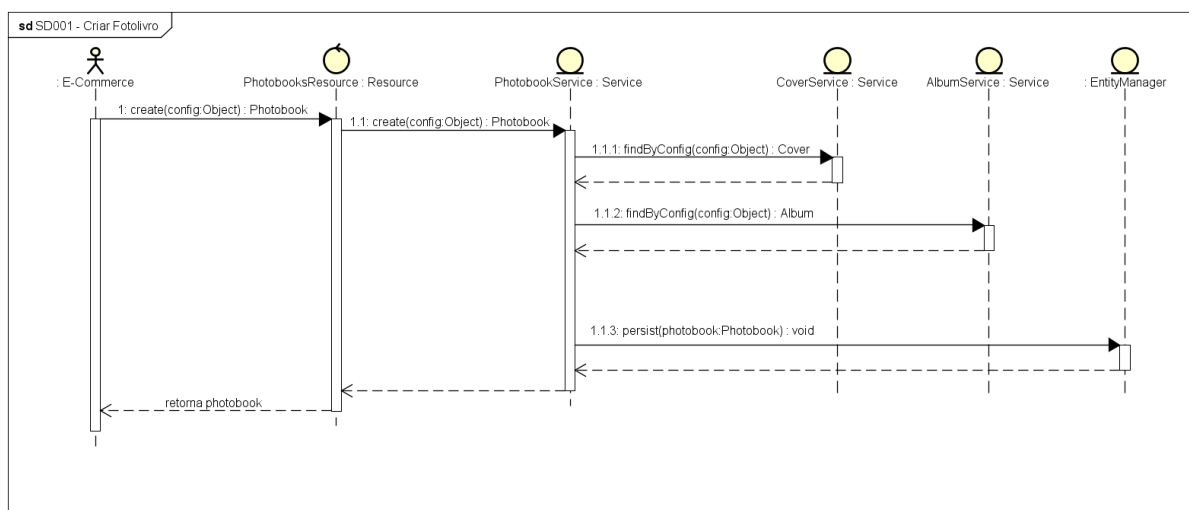 sd SD001 - Criar Fotolivro
: E-Commerce
PhotobooksResource : Resource
PhotobookService : Service
CoverService : Service
AlbumService : Service
: EntityManager
1: create(config:Object) : Photobook
1.1: create(config:Object) : Photobook
1.1.1: findByConfig(config:Object) : Cover
1.1.2: findByConfig(config:Object) : Album
1.1.3: persist(photobook:Photobook) : void
retorna photobook